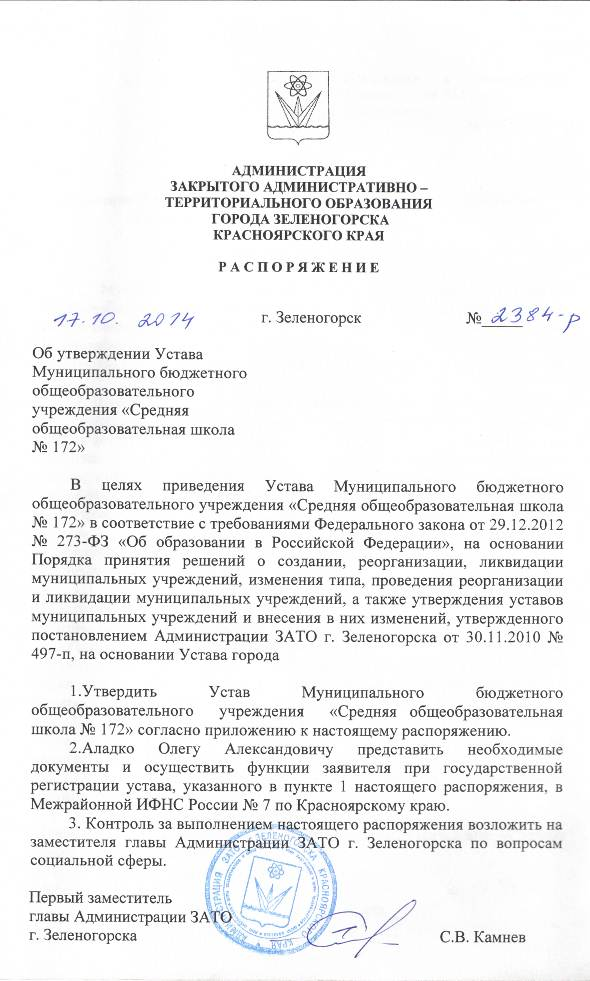 АДМИНИСТРАЦИЯ
ЗАКРЫТОГО АДМИНИСТРАТИВНО –
ТЕРРИТОРИАЛЬНОГО ОБРАЗОВАНИЯ
ГОРОДА ЗЕЛЕНОГОРСКА
КРАСНОЯРСКОГО КРАЯ
Р А С П О Р Я Ж Е Н И Е
17.10. 2014 г. Зеленогорск № 2384-р
Об утверждении Устава
Муниципального бюджетного
общеобразовательного
учреждения «Средняя
общеобразовательная школа
№ 172»
В целях приведения Устава Муниципального бюджетного
общеобразовательного учреждения «Средняя общеобразовательная школа
№ 172» в соответствие с требованиями Федерального закона от 29.12.2012
№ 273-ФЗ «Об образовании в Российской Федерации», на основании
Порядка принятия решений о создании, реорганизации, ликвидации
муниципальных учреждений, изменения типа, проведения реорганизации
и ликвидации муниципальных учреждений, а также утверждения уставов
муниципальных учреждений и внесения в них изменений, утвержденного
постановлением Администрации ЗАТО г. Зеленогорска от 30.11.2010 №
497-п, на основании Устава города
1.Утвердить Устав Муниципального бюджетного
общеобразовательного учреждения «Средняя общеобразовательная
школа № 172» согласно приложению к настоящему распоряжению.
2.Аладко Олегу Александовичу представить необходимые
документы и осуществить функции заявителя при государственной
регистрации устава, указанного в пункте 1 настоящего распоряжения, в
Межрайонной ИФНС России № 7 по Красноярскому краю.
3. Контроль за выполнением настоящего распоряжения возложить на
заместителя главы Администрации ЗАТО г. Зеленогорска по вопросам
социальной сферы.
Первый заместитель
главы Администрации ЗАТО
г. Зеленогорска С.В. Камнев
АДМИНИСТРАЦИЯ ЗАТО Г. ЗЕЛЕНОГОРСКА КРАСНОЯРСКОГО КРАЯ